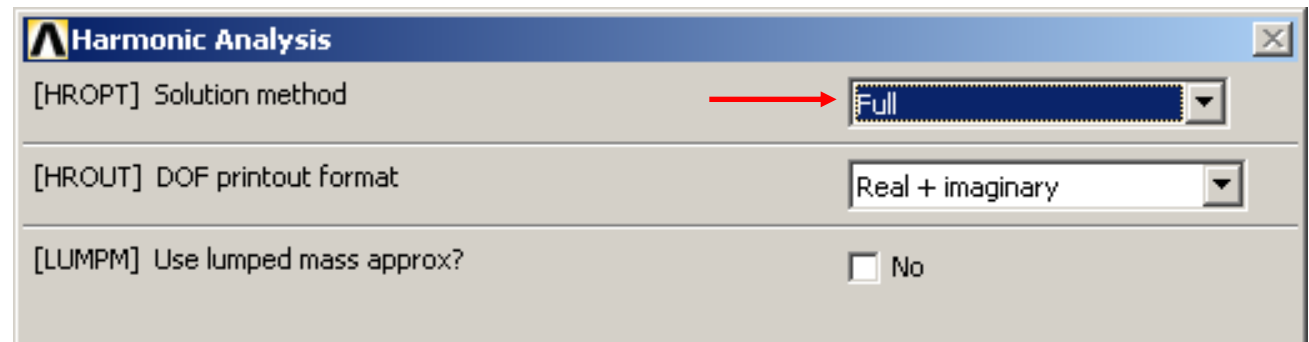 Harmonic Analysis
[HROPT] Solution method Full
[HROUT] DOF printout format Real + imaginary
[LUMPM] Use lumped mass approx? No